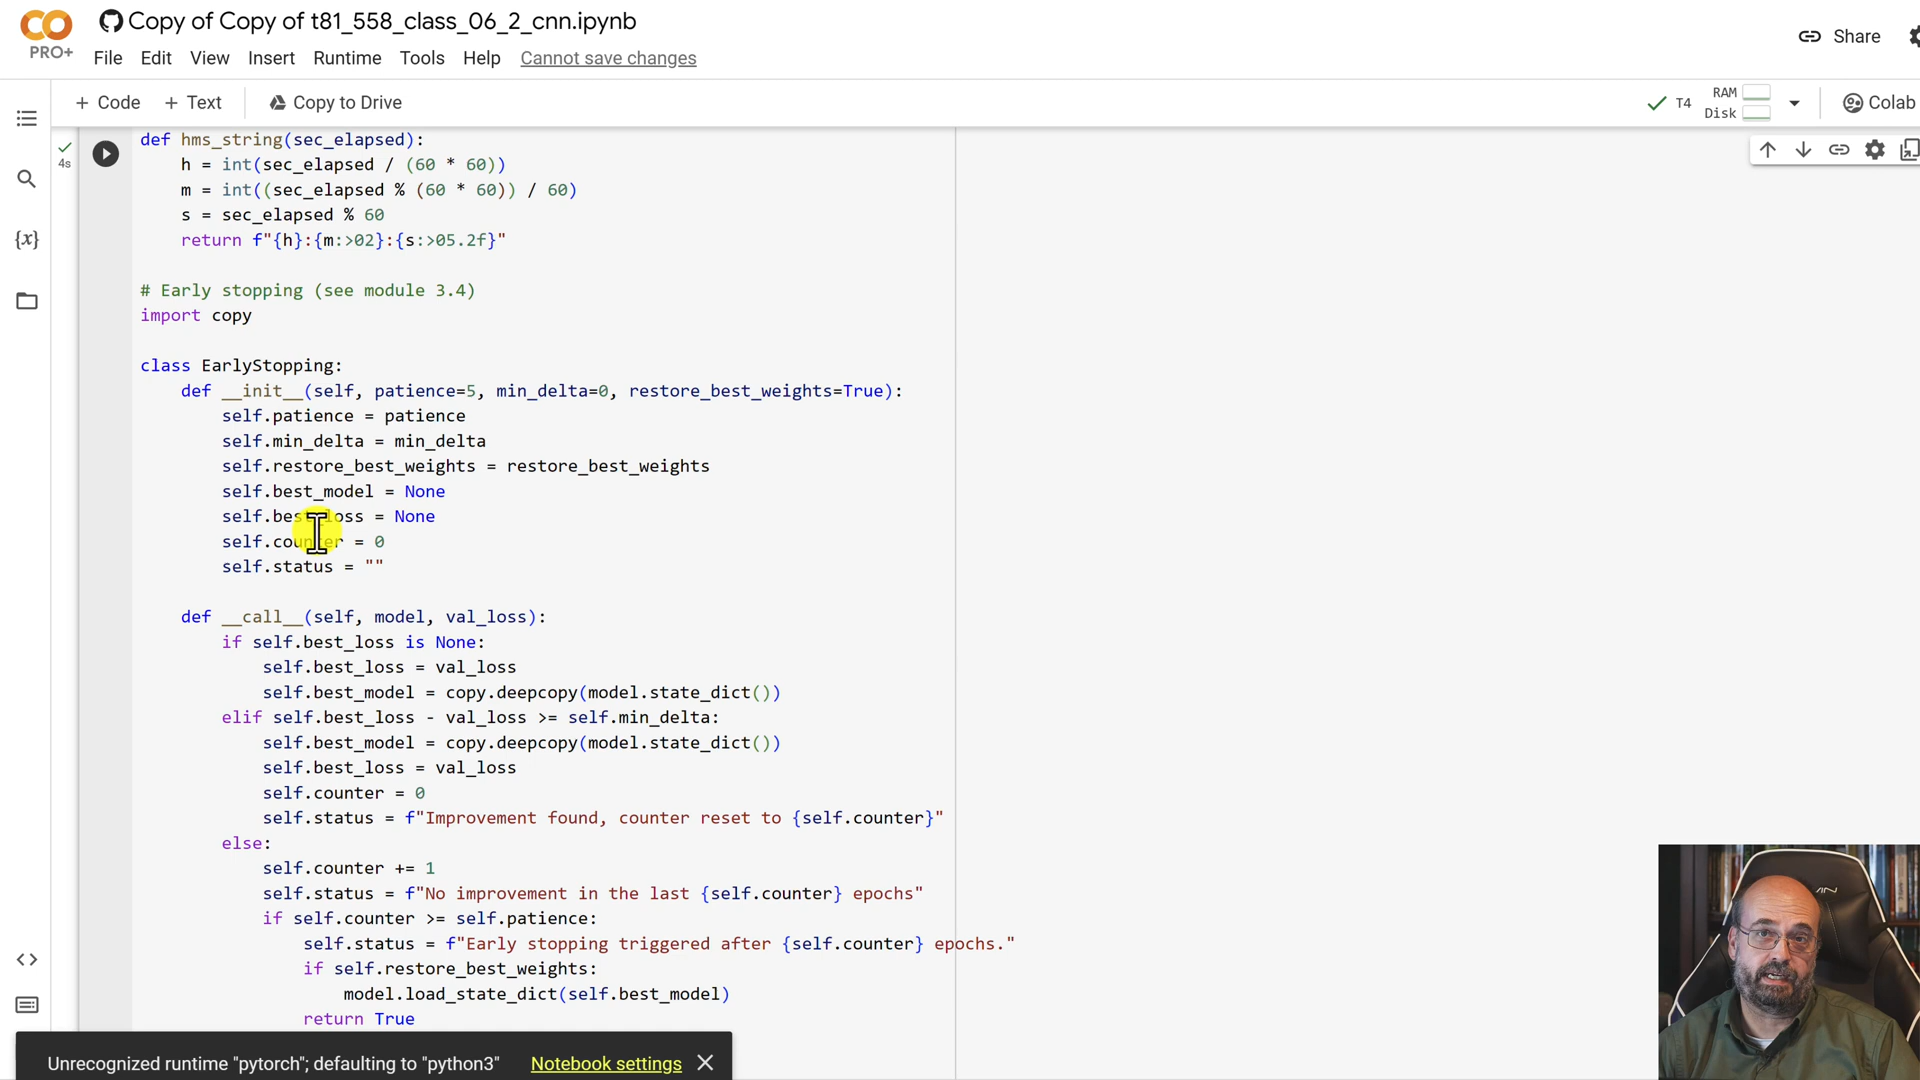 Copy of Copy of t81_558_class_06_2_cnn.ipynb
PRO+
Share
File Edit View Insert Runtime Tools Help Cannot save changes
+ Code + Text Copy to Drive
T4
RAM
Disk
Colab
4s
def hms_string(sec_elapsed):
h = int(sec_elapsed / (60 * 60))
m = int((sec_elapsed % (60 * 60)) / 60)
s = sec_elapsed % 60
return f"{h}:{m:>02}:{s:>05.2f}"
# Early stopping (see module 3.4)
import copy
class EarlyStopping:
def __init__(self, patience=5, min_delta=0, restore_best_weights=True):
self.patience = patience
self.min_delta = min_delta
self.restore_best_weights = restore_best_weights
self.best_model = None
self.best_loss = None
self.counter = 0
self.status = ""
def __call__(self, model, val_loss):
if self.best_loss is None:
self.best_loss = val_loss
self.best_model = copy.deepcopy(model.state_dict())
elif self.best_loss - val_loss >= self.min_delta:
self.best_model = copy.deepcopy(model.state_dict())
self.best_loss = val_loss
self.counter = 0
self.status = f"Improvement found, counter reset to {self.counter}"
else:
self.counter += 1
self.status = f"No improvement in the last {self.counter} epochs"
if self.counter >= self.patience:
self.status = f"Early stopping triggered after {self.counter} epochs."
if self.restore_best_weights:
model.load_state_dict(self.best_model)
return True
Unrecognized runtime "pytorch"; defaulting to "python3" Notebook settings